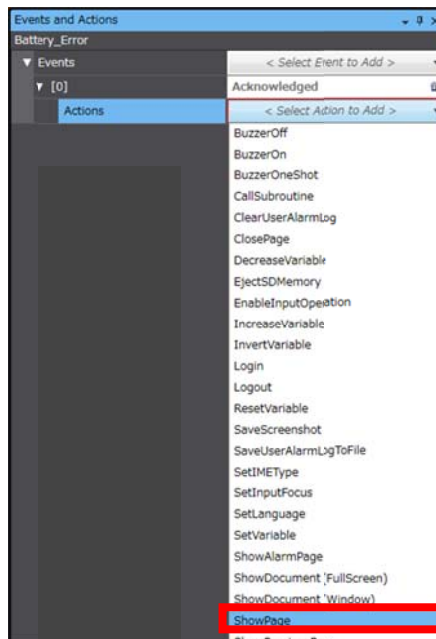 Events and Actions
Battery_Error
Events
< Select Event to Add >
[0]
Acknowledged
Actions
< Select Action to Add >
BuzzerOff
BuzzerOn
BuzzerOneShot
CallSubroutine
ClearUserAlarmLog
ClosePage
DecreaseVariable
EjectSDMemory
EnableInputOperation
IncreaseVariable
InvertVariable
Login
Logout
ResetVariable
SaveScreenshot
SaveUserAlarmLogToFile
SetIMEType
SetInputFocus
SetLanguage
SetVariable
ShowAlarmPage
ShowDocument (FullScreen)
ShowDocument (Window)
ShowPage